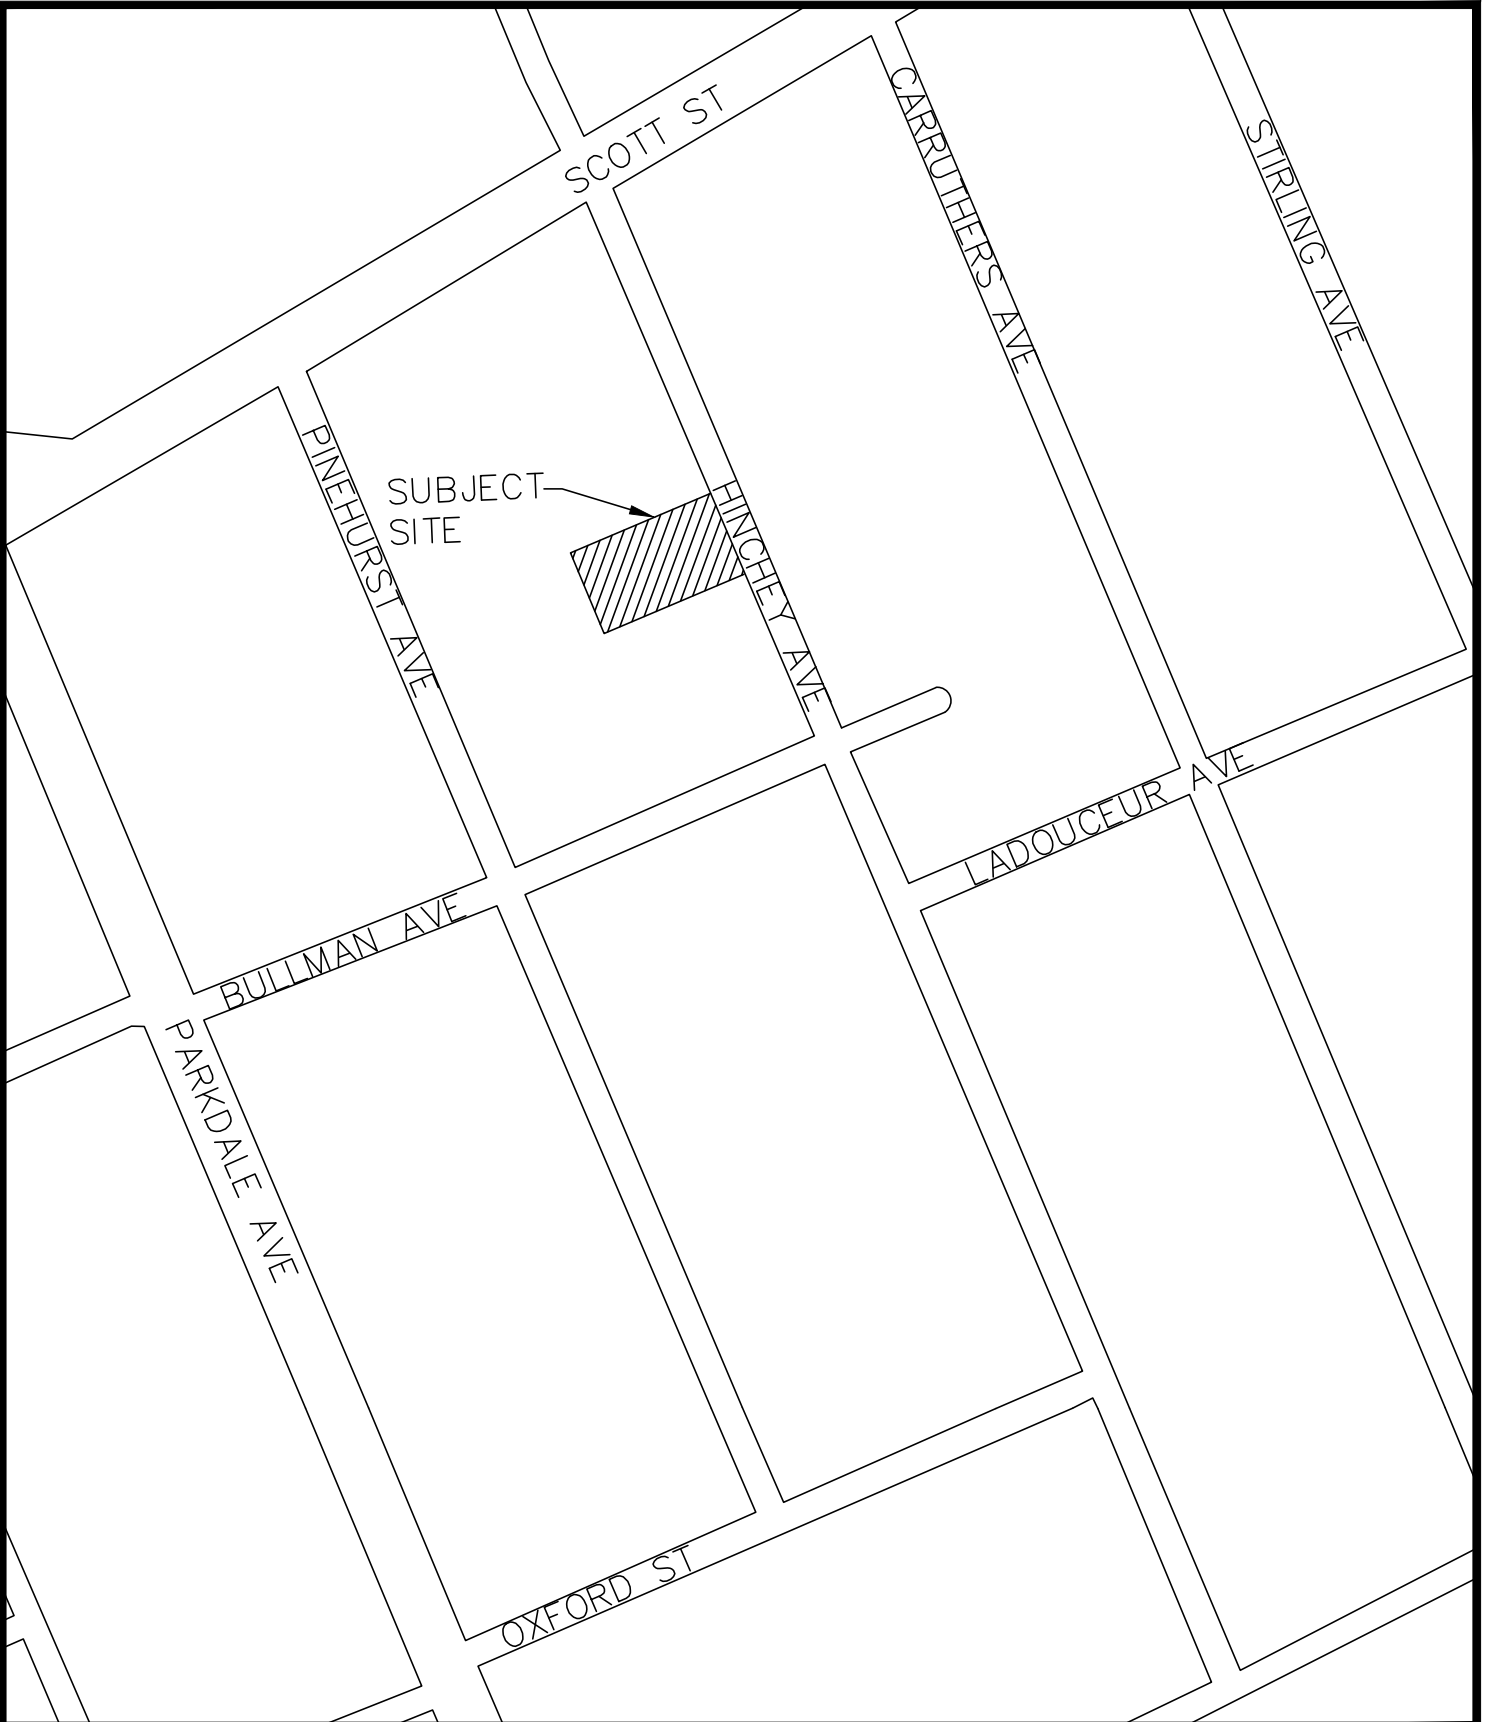 SCOTT ST
CARRUTHERS AVE
STIRLING AVE
PINEHURST AVE
SUBJECT
SITE
HINCHEY AVE
LADOUCEUR AVE
BULLMAN AVE
PARKDALE AVE
OXFORD ST